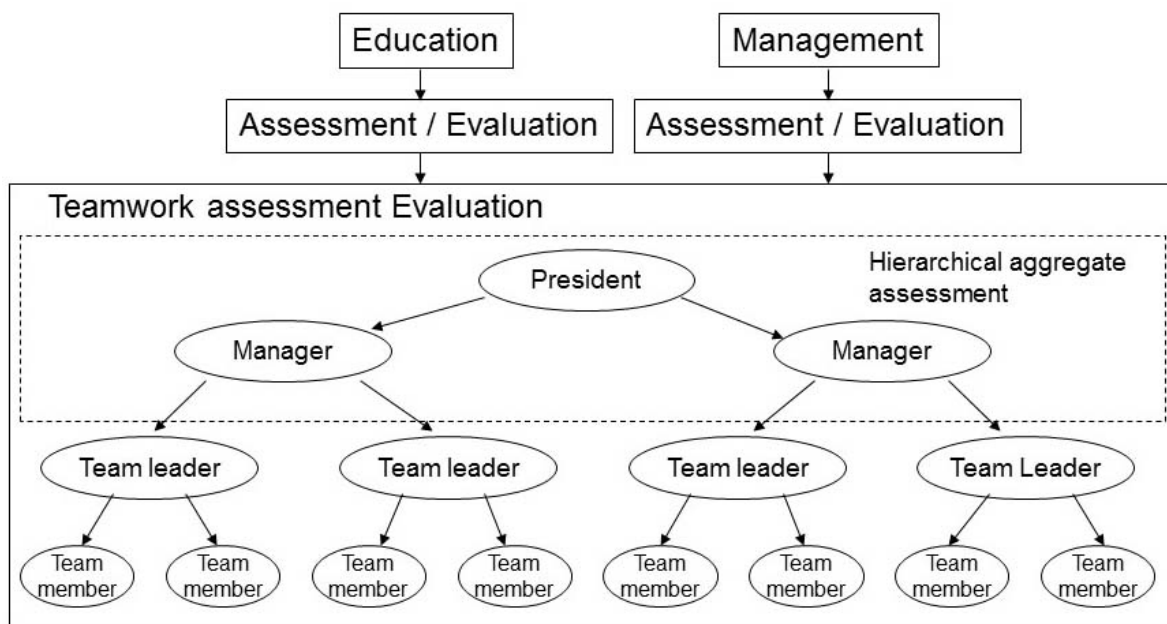 Education
Management
Assessment / Evaluation
Assessment / Evaluation
Teamwork assessment Evaluation
President
Hierarchical aggregate
assessment
Manager
Manager
Team leader
Team leader
Team leader
Team Leader
Team
member
Team
member
Team
member
Team
member
Team
member
Team
member
Team
member
Team
member